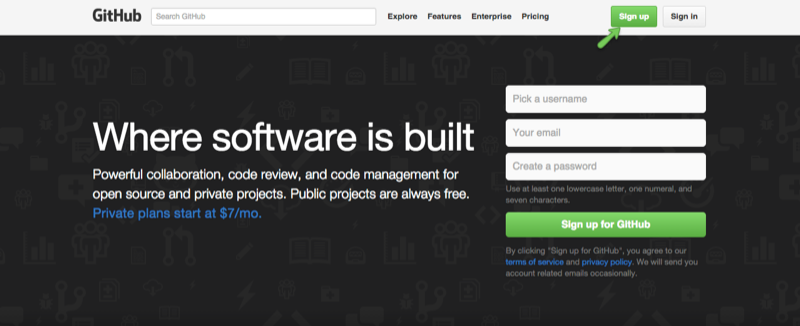 GitHub
Search GitHub
Explore Features Enterprise Pricing
Sign up
Sign in
Where software is built
Powerful collaboration, code review, and code management for
open source and private projects. Public projects are always free.
Private plans start at $7/mo.
Pick a username
Your email
Create a password
Use at least one lowercase letter, one numeral, and
seven characters.
Sign up for GitHub
By clicking "Sign up for GitHub", you agree to our
terms of service and privacy policy. We will send you
account related emails occasionally.